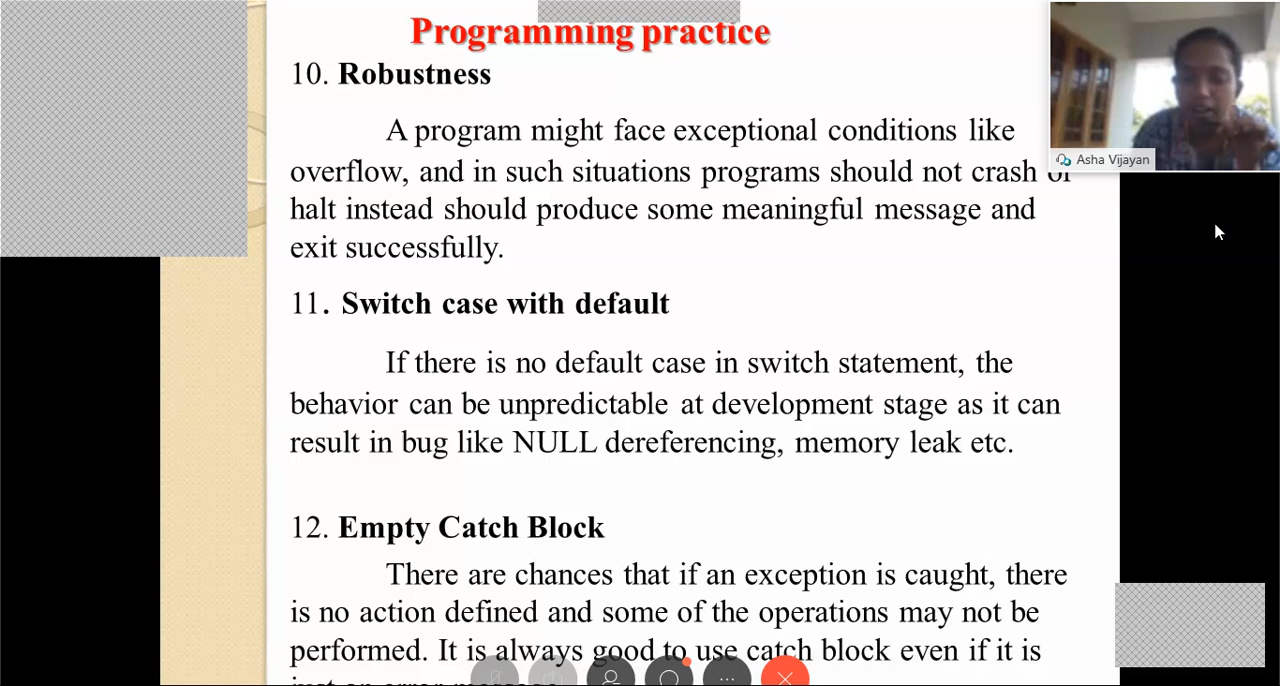 Programming practice
10. Robustness
A program might face exceptional conditions like
overflow, and in such situations programs should not crash or
halt instead should produce some meaningful message and
exit successfully.
11. Switch case with default
If there is no default case in switch statement, the
behavior can be unpredictable at development stage as it can
result in bug like NULL dereferencing, memory leak etc.
12. Empty Catch Block
There are chances that if an exception is caught, there
is no action defined and some of the operations may not be
performed. It is always good to use catch block even if it is
Asha Vijayan